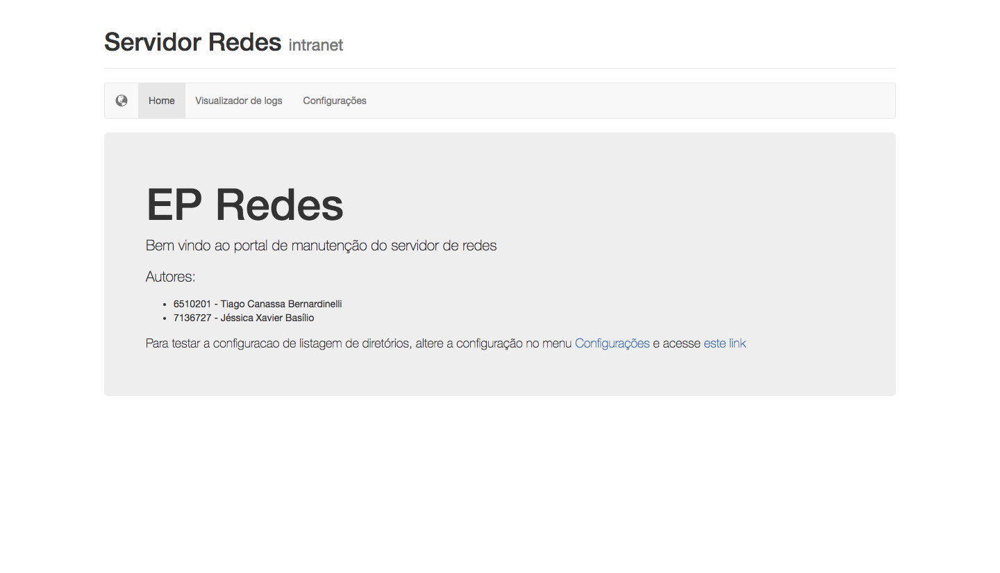 Servidor Redes intranet
Home Visualizador de logs Configurações
EP Redes
Bem vindo ao portal de manutenção do servidor de redes
Autores:
6510201 - Tiago Canassa Bernardinelli
7136727 - Jéssica Xavier Basílio
Para testar a configuracao de listagem de diretórios, altere a configuração no menu Configurações e acesse este link